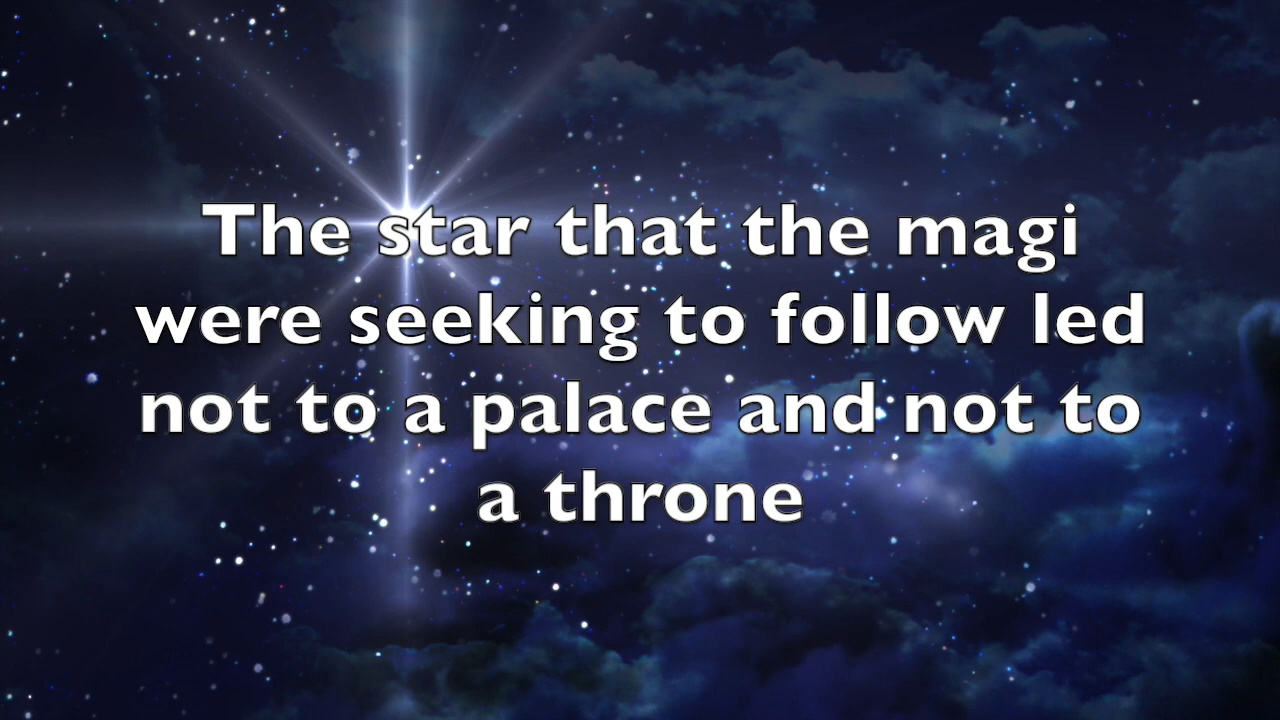 The star that the magi
were seeking to follow led
not to a palace and not to
a throne